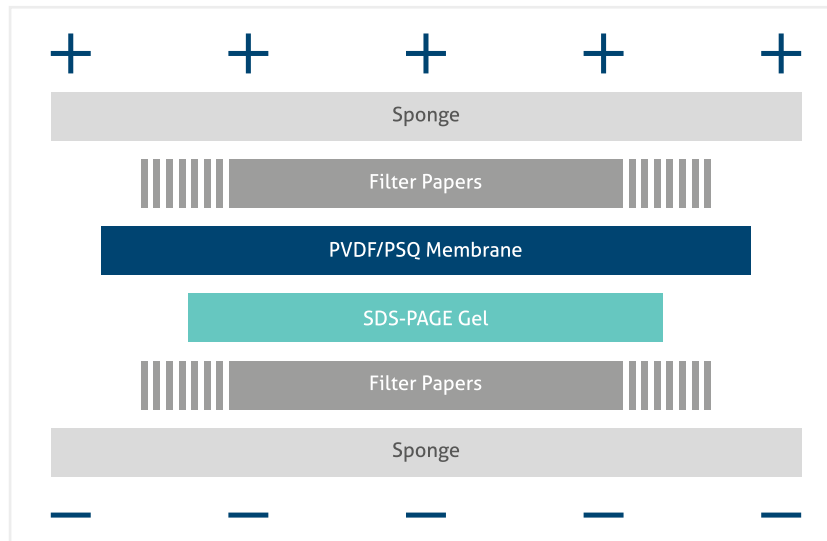 + + + + +
Sponge
Filter Papers
PVDF/PSQ Membrane
SDS-PAGE Gel
Filter Papers
Sponge
− − − − −